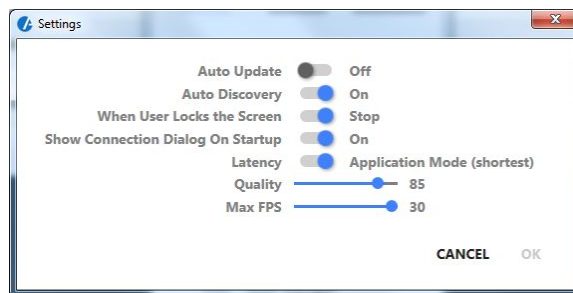 Settings
Auto Update Off
Auto Discovery On
When User Locks the Screen Stop
Show Connection Dialog On Startup On
Latency Application Mode (shortest)
Quality 85
Max FPS 30
CANCEL OK